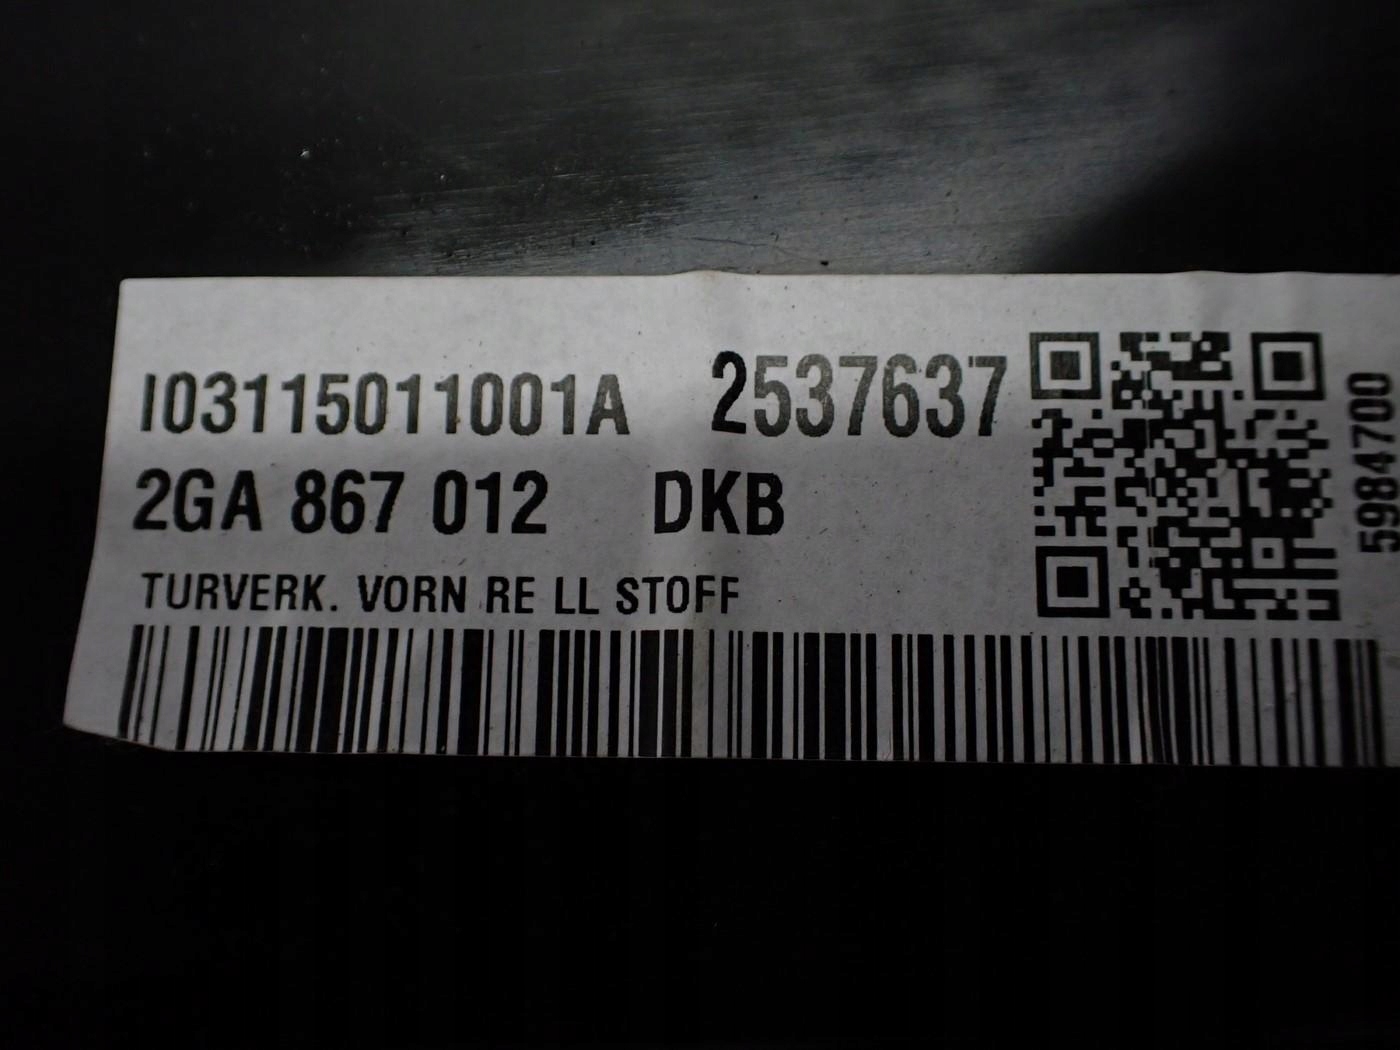 I03115011001A 2537637
2GA 867 012 DKB
TURVERK. VORN RE LL STOFF
5984700